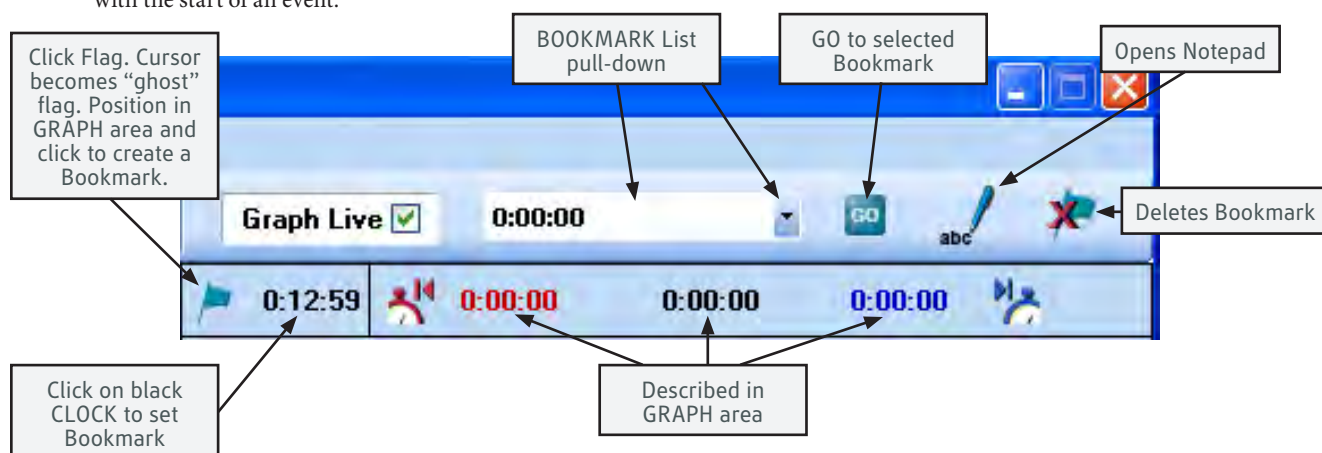 with the start of an event.
Click Flag. Cursor
becomes “ghost”
flag. Position in
GRAPH area and
click to create a
Bookmark.
BOOKMARK List
pull-down
GO to selected
Bookmark
Opens Notepad
Graph Live
0:00:00
GO
abc
Deletes Bookmark
0:12:59
0:00:00
0:00:00
0:00:00
Click on black
CLOCK to set
Bookmark
Described in
GRAPH area